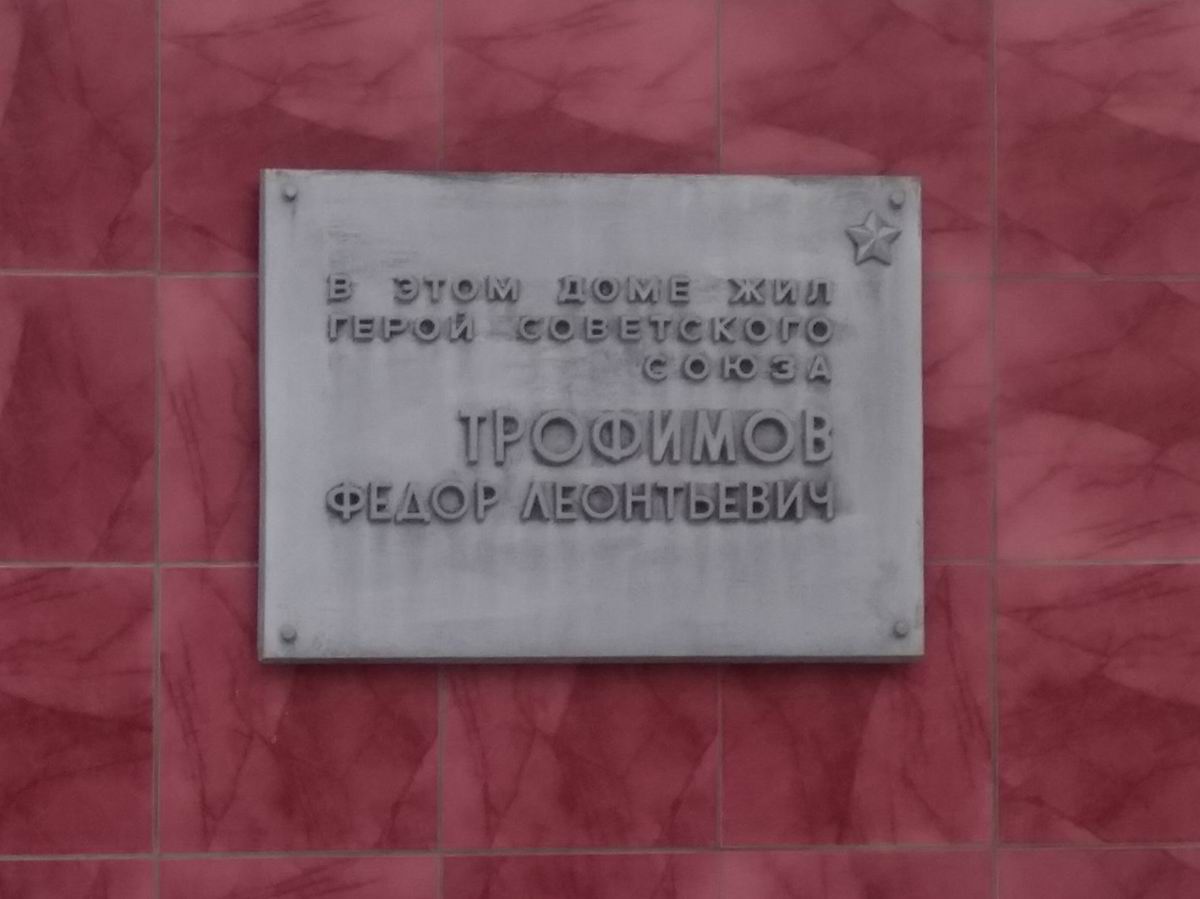 В ЭТОМ ДОМЕ ЖИЛ
ГЕРОЙ СОВЕТСКОГО
СОЮЗА
ТРОФИМОВ
ФЕДОР ЛЕОНТЬЕВИЧ